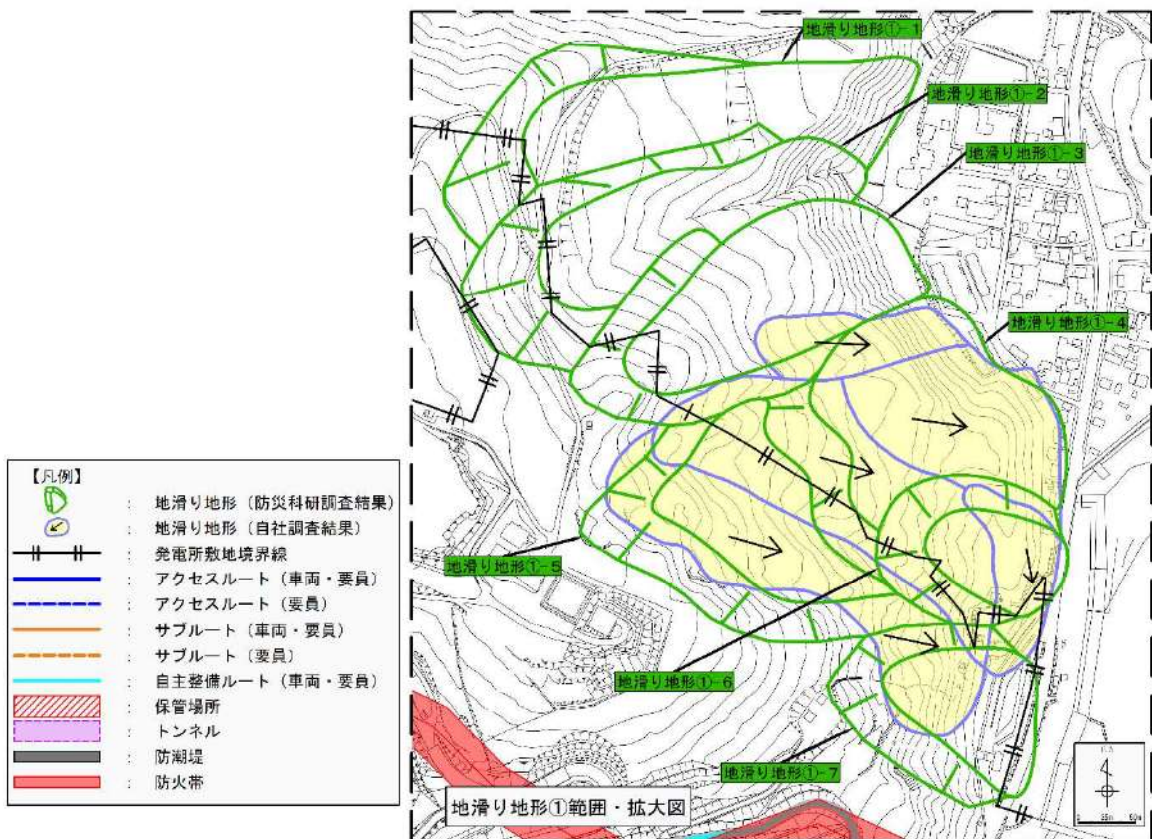 地滑り地形①-1
地滑り地形①-2
地滑り地形①-3
地滑り地形①-4
地滑り地形①-5
地滑り地形①-6
地滑り地形①-7
【凡例】
： 地滑り地形（防災科研調査結果）
： 地滑り地形（自社調査結果）
： 発電所敷地境界線
： アクセスルート（車両・要員）
： アクセスルート（要員）
： サブルート（車両・要員）
： サブルート（要員）
： 自主整備ルート（車両・要員）
： 保管場所
： トンネル
： 防潮堤
： 防火帯
地滑り地形①範囲・拡大図